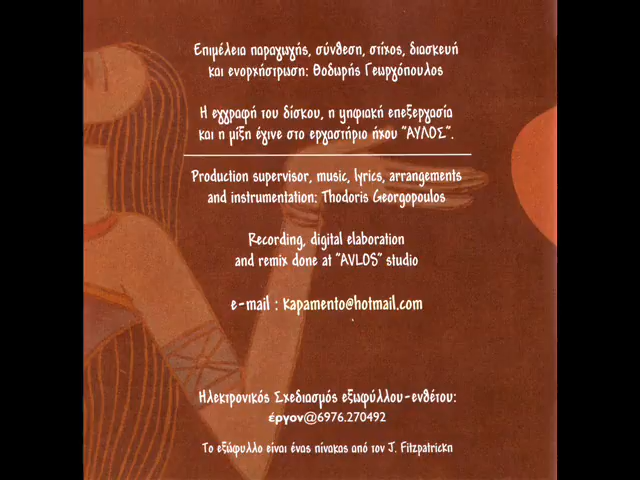 Επιμέλεια παραγωγής, σύνθεση, στίχος, διασκευή
και ενορχήστρωση: Θοδωρής Γεωργόπουλος
Η εγγραφή του δίσκου, η ψηφιακή επεξεργασία
και η μίξη έγινε στο εργαστήριο ήχου "ΑΥΛΟΣ".
Production supervisor, music, lyrics, arrangements
and instrumentation: Thodoris Georgopoulos
Recording, digital elaboration
and remix done at "AVLOS" studio
e-mail : kapamento@hotmail.com
Ηλεκτρονικός Σχεδιασμός εξωφύλλου-ενθέτου:
έργον@6976.270492
Το εξώφυλλο είναι ένας πίνακας από τον J. Fitzpatrickη